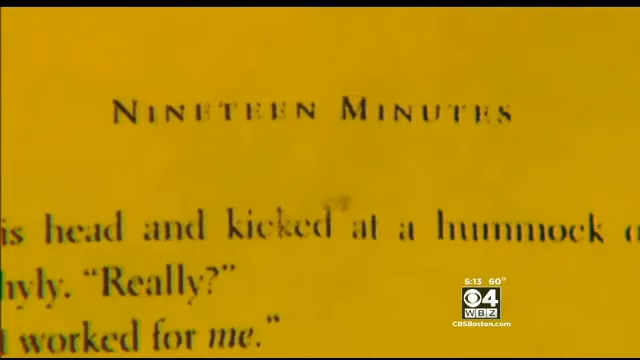 NINETEEN MINUTES
is head and kicked at a hummock
hyly. "Really?"
t worked for me."
6:13 60°
4
WBZ
CBSBoston.com